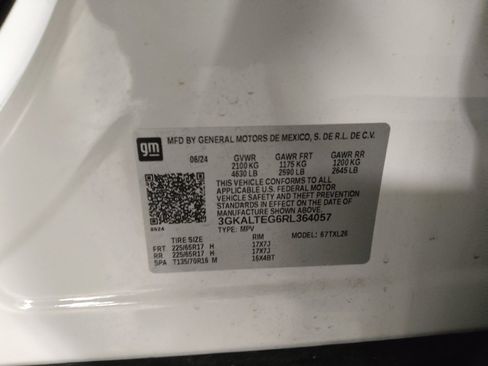 gm
MFD BY GENERAL MOTORS DE MEXICO, S. DE R.L. DE C.V.
06/24 GVWR GAWR FRT GAWR RR
2100 KG 1175 KG 1200 KG
4630 LB 2590 LB 2645 LB
THIS VEHICLE CONFORMS TO ALL
APPLICABLE U.S. FEDERAL MOTOR
VEHICLE SAFETY AND THEFT PREVENTION
STANDARDS IN EFFECT ON THE DATE OF
MANUFACTURE SHOWN ABOVE.
3GKALTEG6RL364057
TYPE: MPV MODEL: 67TXL26
TIRE SIZE RIM
FRT 225/65R17 H 17X7J
RR 225/65R17 H 17X7J
SPA T135/70R16 M 16X4BT